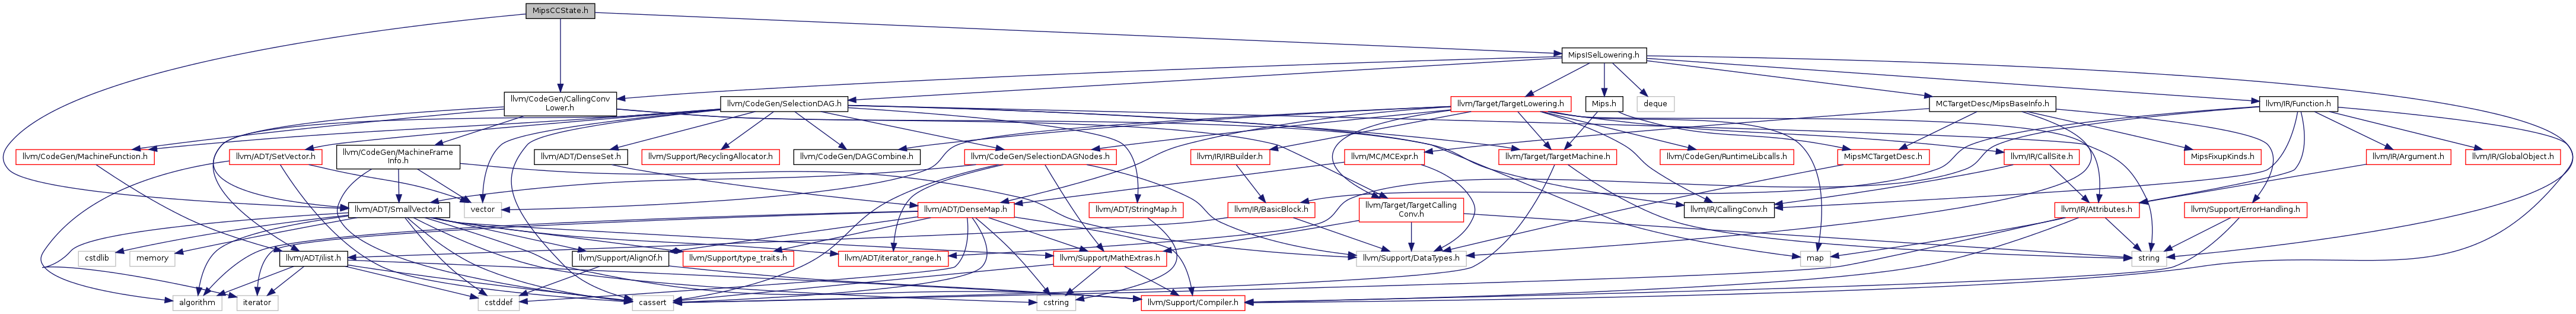 MipsCCState.h
MipsISelLowering.h
llvm/CodeGen/CallingConv
Lower.h
llvm/CodeGen/SelectionDAG.h
llvm/Target/TargetLowering.h
Mips.h
deque
MCTargetDesc/MipsBaseInfo.h
llvm/IR/Function.h
llvm/CodeGen/MachineFunction.h
llvm/ADT/SetVector.h
llvm/CodeGen/MachineFrame
Info.h
llvm/ADT/DenseSet.h
llvm/Support/RecyclingAllocator.h
llvm/CodeGen/DAGCombine.h
llvm/CodeGen/SelectionDAGNodes.h
llvm/IR/IRBuilder.h
llvm/MC/MCExpr.h
llvm/Target/TargetMachine.h
llvm/CodeGen/RuntimeLibcalls.h
MipsMCTargetDesc.h
llvm/IR/CallSite.h
MipsFixupKinds.h
llvm/IR/Argument.h
llvm/IR/GlobalObject.h
llvm/ADT/SmallVector.h
vector
llvm/ADT/DenseMap.h
llvm/ADT/StringMap.h
llvm/IR/BasicBlock.h
llvm/Target/TargetCalling
Conv.h
llvm/IR/CallingConv.h
llvm/IR/Attributes.h
llvm/Support/ErrorHandling.h
cstdlib
memory
llvm/ADT/ilist.h
llvm/Support/AlignOf.h
llvm/Support/type_traits.h
llvm/ADT/iterator_range.h
llvm/Support/MathExtras.h
llvm/Support/DataTypes.h
map
string
algorithm
iterator
cstddef
cassert
cstring
llvm/Support/Compiler.h